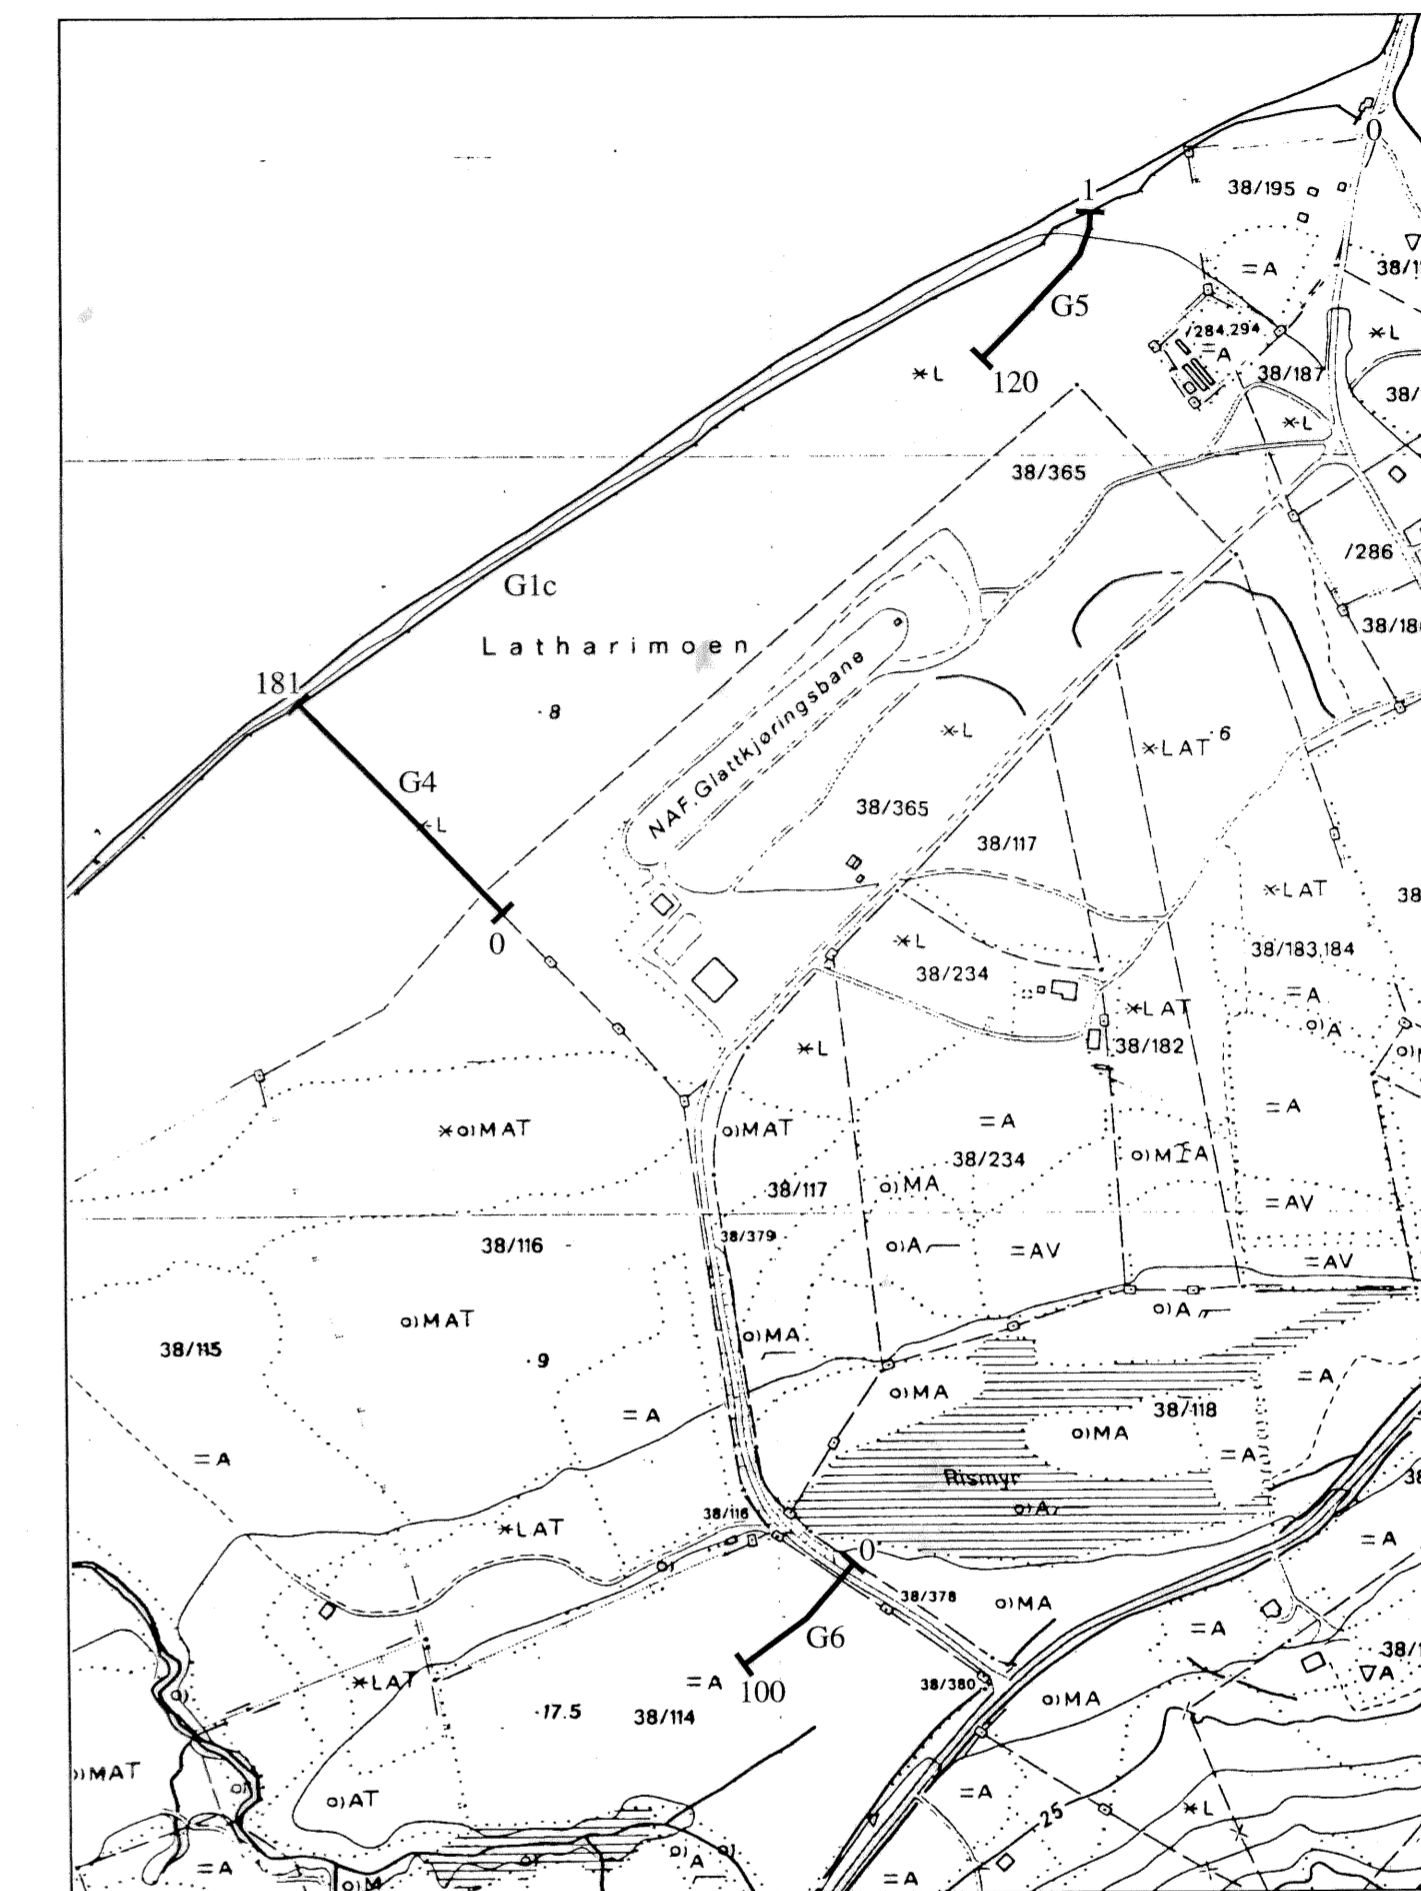 0
38/195
1
= A
G5
/284,294
= A
*L
*L
120
38/187
38/
*L
38/365
/286
G1c
Latharimoen
38/18
181
·8
NAF. Glattkjøringsbane
*L
*LAT ·6
G4
*L
38/365
38/117
*LAT
38
0
*L
38/234
38/183,184
= A
*LAT
o)A
*L
38/182
= A
= A
*o)MAT
o)MAT
38/234
38/117
o)MA
= AV
38/379
38/116
o)A
= AV
= AV
o)A
o)MAT
38/115
o)MA
·9
= A
o)MA
38/118
= A
o)MA
= A
= A
Rismyr
o)A
38/116
*LAT
= A
0
38/378
o)MA
= A
G6
38/1
A
*LAT
= A
100
38/380
o)MA
·17.5
38/114
o)MAT
o)AT
= A
25
*L
o)
A
= A
o)M
= A